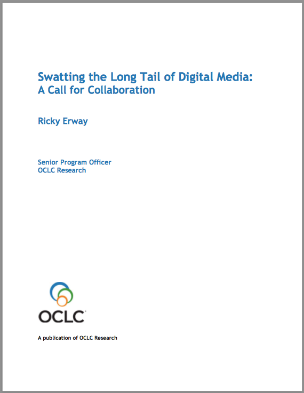 Swatting the Long Tail of Digital Media:
A Call for Collaboration
Ricky Erway
Senior Program Officer
OCLC Research
OCLC
A publication of OCLC Research